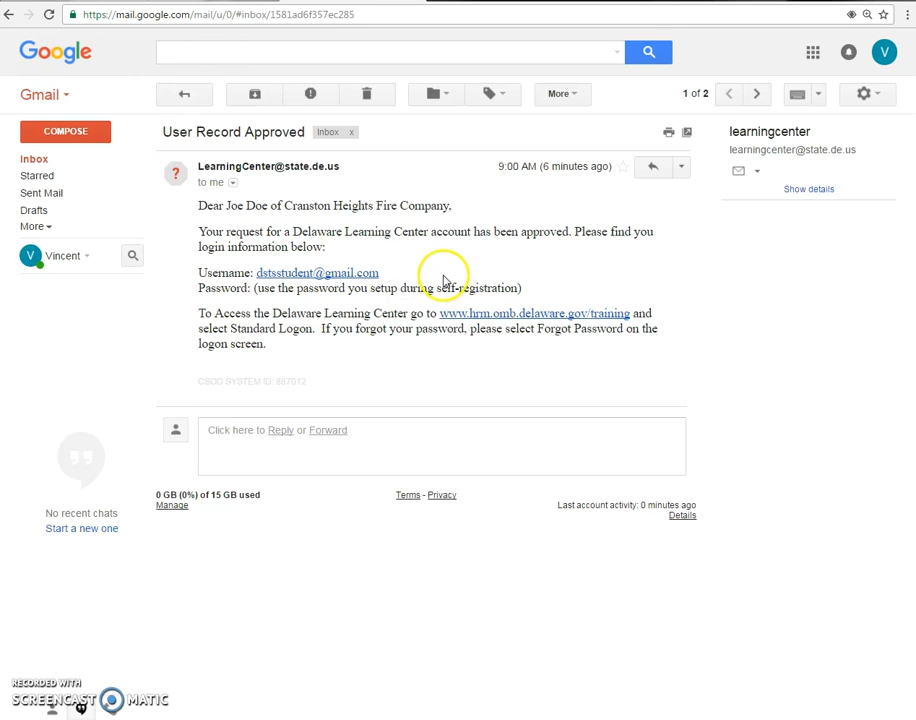 https://mail.google.com/mail/u/0/#inbox/1581ad6f357ec285
Google
V
Gmail
More
1 of 2
COMPOSE
Inbox
Starred
Sent Mail
Drafts
More
V
Vincent
User Record Approved
Inbox x
?
LearningCenter@state.de.us
9:00 AM (6 minutes ago)
to me
Dear Joe Doe of Cranston Heights Fire Company,
Your request for a Delaware Learning Center account has been approved. Please find you
login information below:
Username: dstsstudent@gmail.com
Password: (use the password you setup during self-registration)
To Access the Delaware Learning Center go to www.hrm.omb.delaware.gov/training and
select Standard Logon. If you forgot your password, please select Forgot Password on the
logon screen.
CSOD SYSTEM ID: 887012
Click here to Reply or Forward
0 GB (0%) of 15 GB used
Manage
Terms - Privacy
Last account activity: 0 minutes ago
Details
learningcenter
learningcenter@state.de.us
Show details
No recent chats
Start a new one
RECORDED WITH
SCREENCAST MATIC